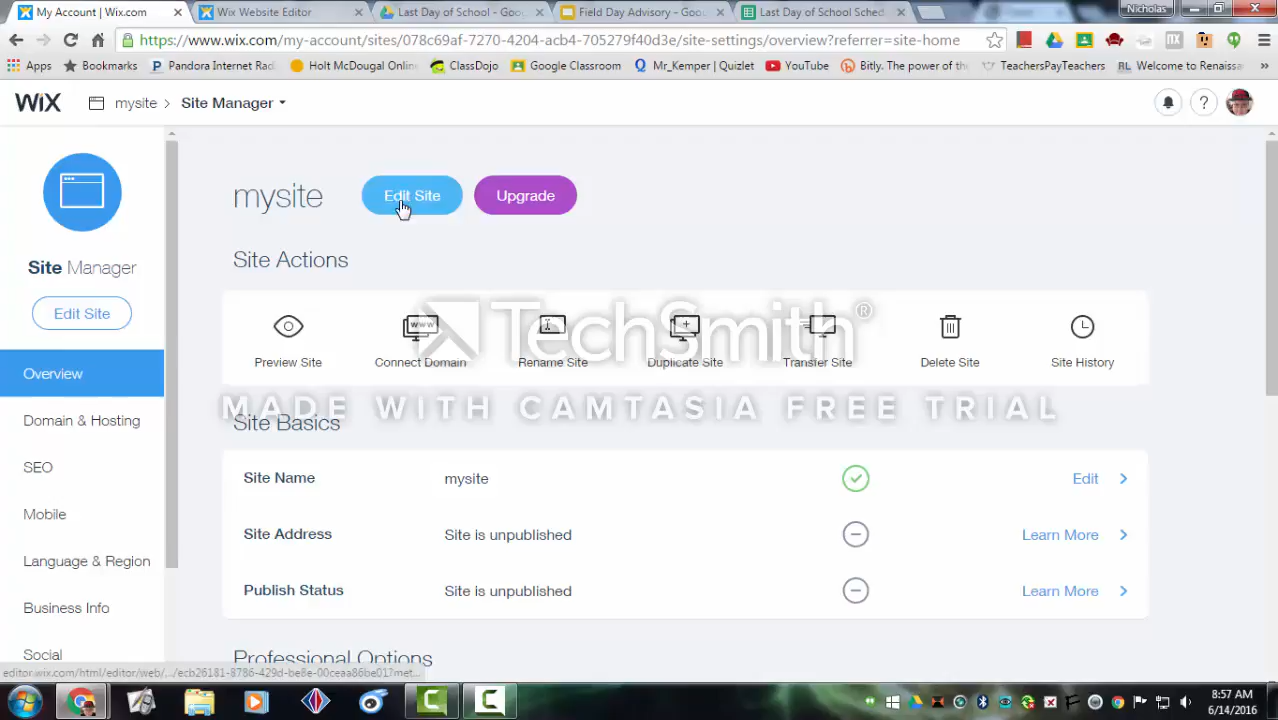 My Account | Wix.com
Wix Website Editor
Last Day of School - Goog
Field Day Advisory - Goo
Last Day of School Sched
Nicholas
https://www.wix.com/my-account/sites/078c69af-7270-4204-acb4-705279f40d3e/site-settings/overview?referrer=site-home
Apps
Bookmarks
Pandora Internet Rad
Holt McDougal Online
ClassDojo
Google Classroom
Mr_Kemper | Quizlet
YouTube
Bitly. The power of the
TeachersPayTeachers
Welcome to Renaiss
WiX
mysite >
Site Manager
?
Site Manager
Edit Site
Overview
Domain & Hosting
SEO
Mobile
Language & Region
Business Info
Social
mysite
Edit Site
Upgrade
Site Actions
Preview Site
Connect Domain
Rename Site
Duplicate Site
Transfer Site
Delete Site
Site History
TechSmith®
MADE WITH CAMTASIA FREE TRIAL
Site Basics
Site Name
mysite
Edit
Site Address
Site is unpublished
Learn More
Publish Status
Site is unpublished
Learn More
Professional Options
editor.wix.com/html/editor/web/.../ecb26181-8786-429d-be8e-00ceaa86be01?met...
8:57 AM
6/14/2016